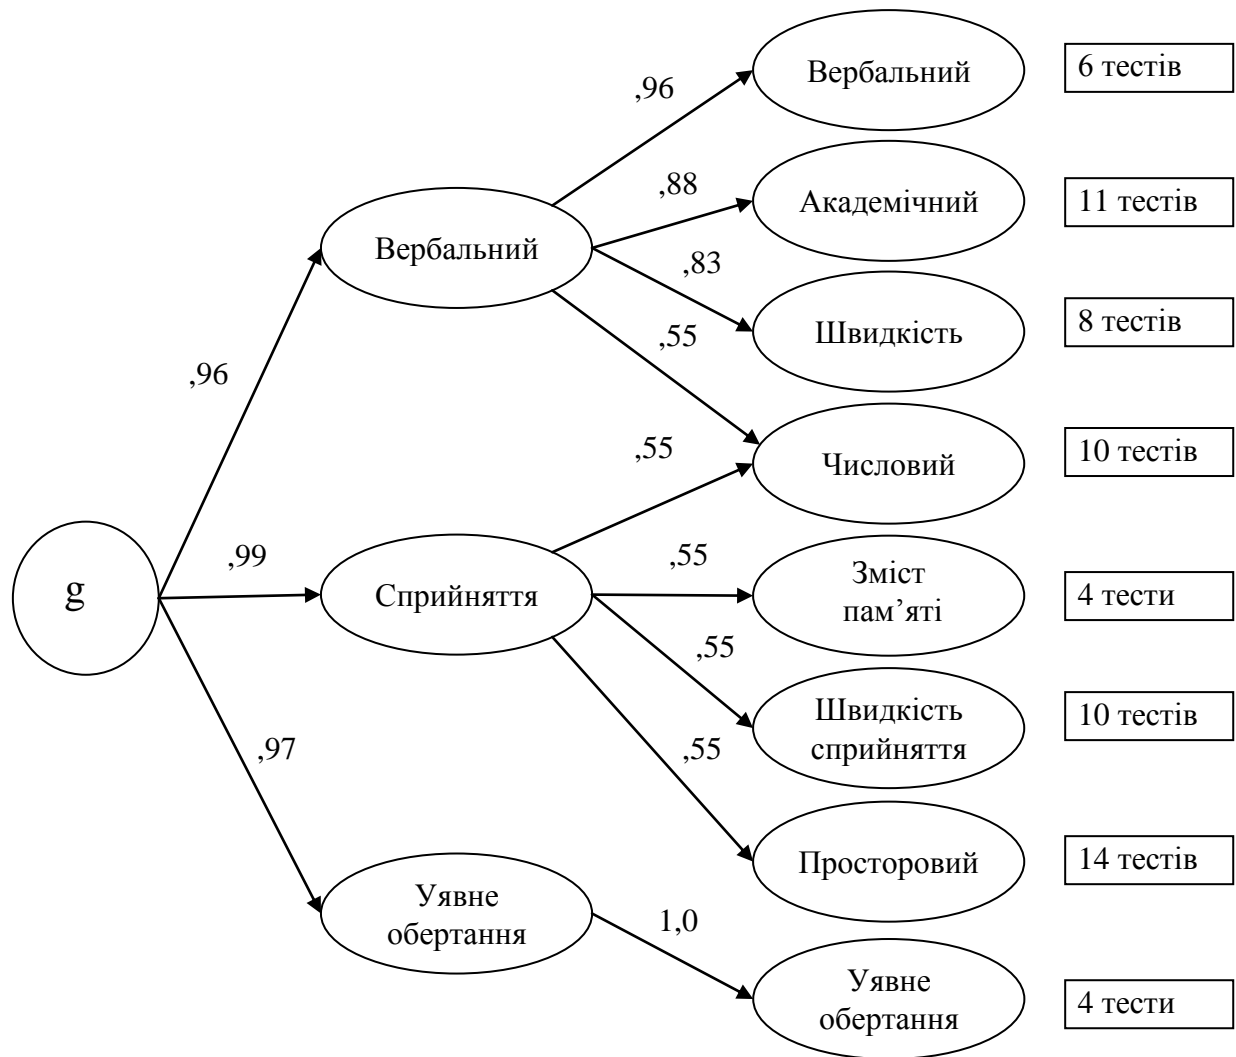 Вербальний
6 тестів
,96
,88
Академічний
11 тестів
Вербальний
,83
Швидкість
8 тестів
,55
,96
,55
Числовий
10 тестів
g
,99
Сприйняття
,55
Зміст
пам’яті
4 тести
,55
Швидкість
сприйняття
10 тестів
,97
,55
Просторовий
14 тестів
Уявне
обертання
1,0
Уявне
обертання
4 тести